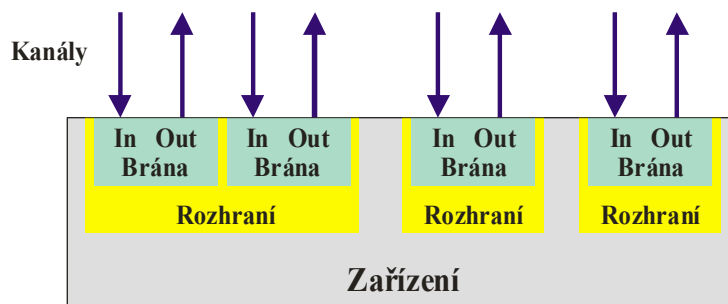 Kanály
In Out In Out In Out In Out
Brána Brána Brána Brána
Rozhraní Rozhraní Rozhraní
Zařízení